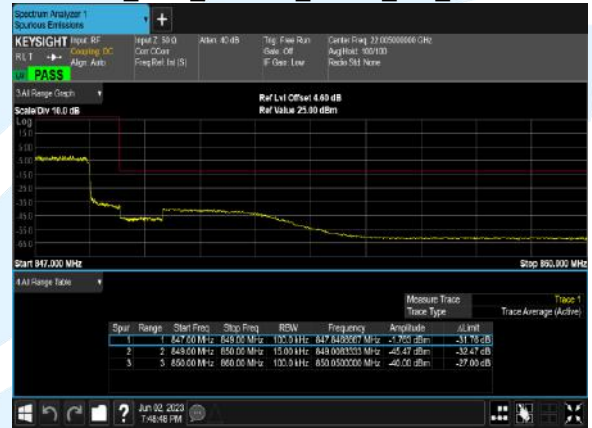 Spectrum Analyzer 1
Spurious Emissions
KEYSIGHT Input: RF
Coupling: DC
Align: Auto
RL T
Input Z: 50 Ω
Corr CCorr
Freq Ref: Int (S)
Atten: 40 dB
Trig: Free Run
Gate: Off
IF Gain: Low
Center Freq: 22.005000000 GHz
Avg|Hold: 100/100
Radio Std: None
PASS
3 All Range Graph
Scale/Div 10.0 dB
Ref Lvl Offset 4.60 dB
Ref Value 25.00 dBm
Log
15.0
5.00
-5.00
-15.0
-25.0
-35.0
-45.0
-55.0
-65.0
Start 847.000 MHz
Stop 860.000 MHz
4 All Range Table
Measure Trace Trace 1
Trace Type Trace Average (Active)
Spur Range Start Freq Stop Freq RBW Frequency Amplitude ΔLimit
1 1 847.00 MHz 849.00 MHz 100.0 kHz -1.763 dBm -31.76 dB
2 2 849.00 MHz 850.00 MHz 15.00 kHz 849.0083333 MHz -45.47 dBm -32.47 dB
3 3 850.00 MHz 860.00 MHz 100.0 kHz 850.0500000 MHz -40.00 dBm -27.00 dB
?
Jun 02, 2023
7:48:48 PM